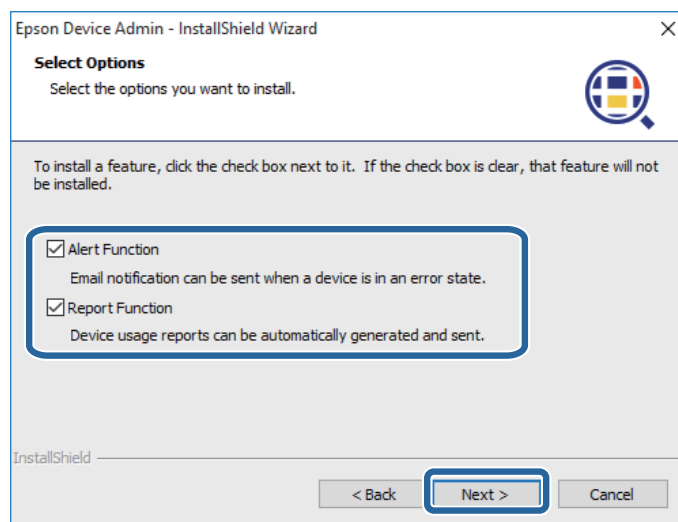 Epson Device Admin - InstallShield Wizard
Select Options
Select the options you want to install.
To install a feature, click the check box next to it.  If the check box is clear, that feature will not
be installed.
Alert Function
Email notification can be sent when a device is in an error state.
Report Function
Device usage reports can be automatically generated and sent.
InstallShield
< Back
Next >
Cancel